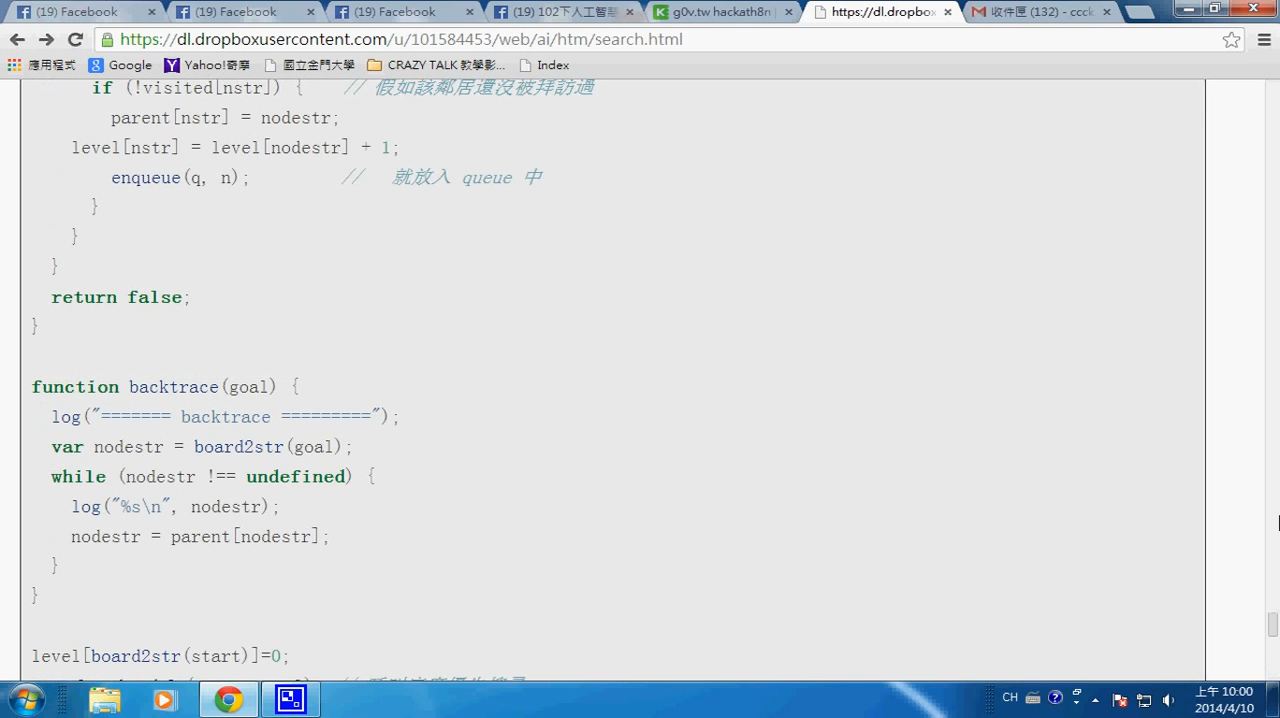 (19) Facebook
(19) Facebook
(19) Facebook
(19) 102下人工智慧
g0v.tw hackath8n
https://dl.dropbox
收件匣 (132) - ccck
https://dl.dropboxusercontent.com/u/101584453/web/ai/htm/search.html
應用程式
Google
Yahoo!奇摩
國立金門大學
CRAZY TALK 教學影...
Index
if (!visited[nstr]) { // 假如該鄰居還沒被拜訪過
parent[nstr] = nodestr;
level[nstr] = level[nodestr] + 1;
enqueue(q, n); // 就放入 queue 中
}
}
}
return false;
}
function backtrace(goal) {
log("======= backtrace =========");
var nodestr = board2str(goal);
while (nodestr !== undefined) {
log("%s\n", nodestr);
nodestr = parent[nodestr];
}
}
level[board2str(start)]=0;
CH
上午 10:00
2014/4/10